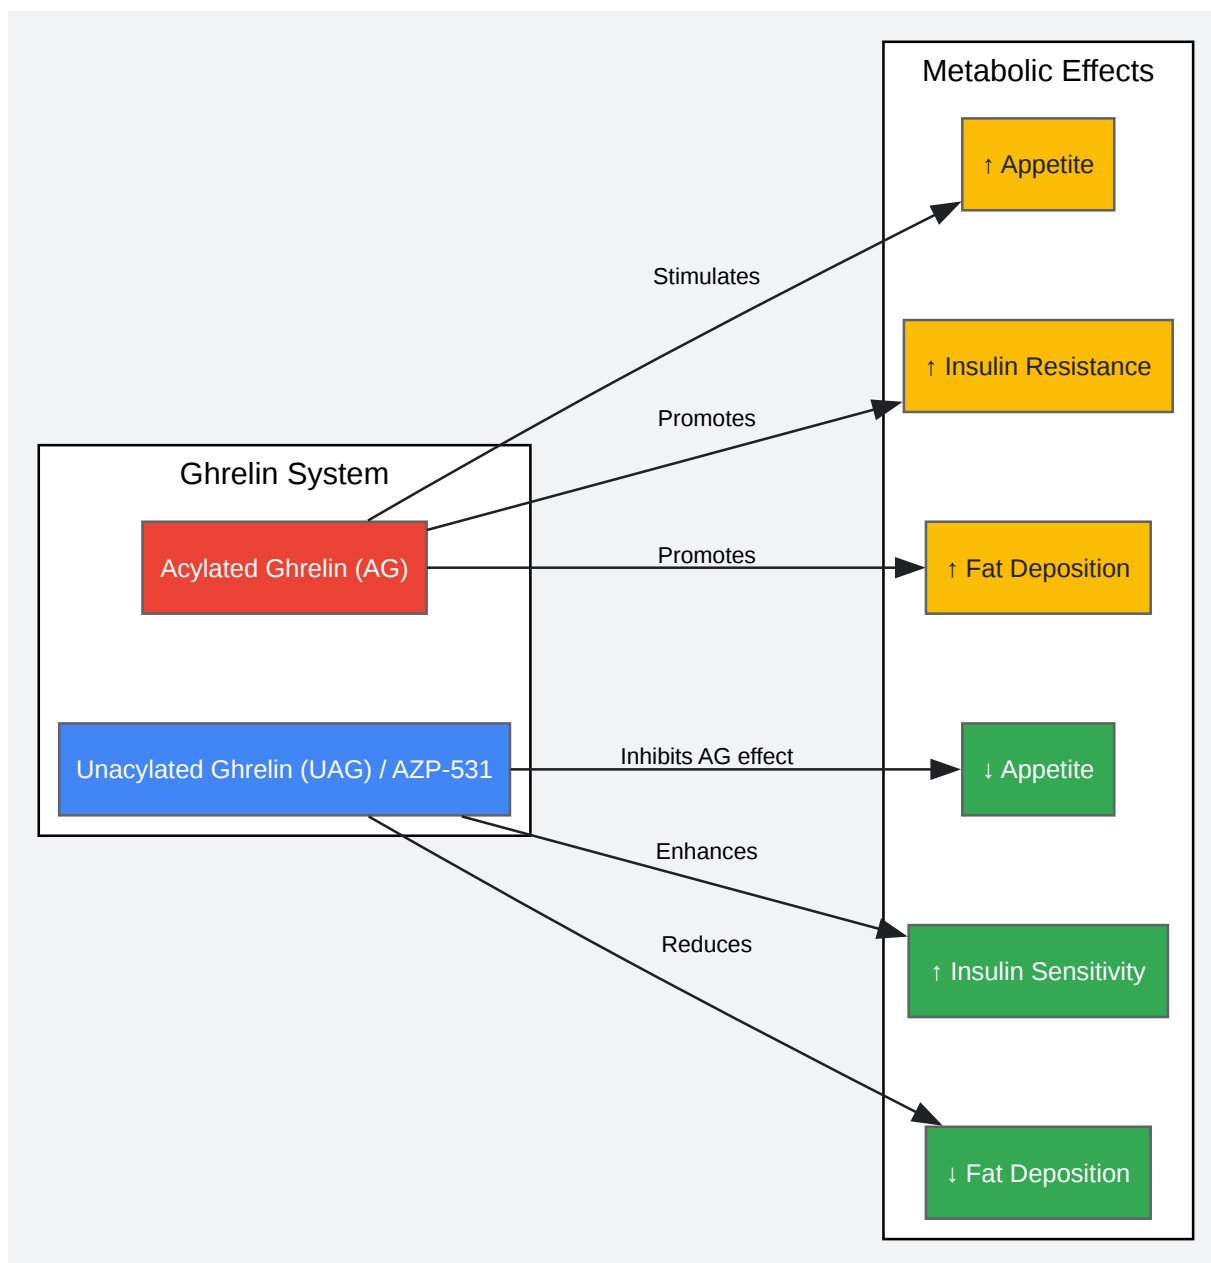 Metabolic Effects
↑ Appetite
Stimulates
↑ Insulin Resistance
Promotes
Ghrelin System
Acylated Ghrelin (AG)
Promotes
↑ Fat Deposition
Unacylated Ghrelin (UAG) / AZP-531
Inhibits AG effect
↓ Appetite
Enhances
Reduces
↑ Insulin Sensitivity
↓ Fat Deposition